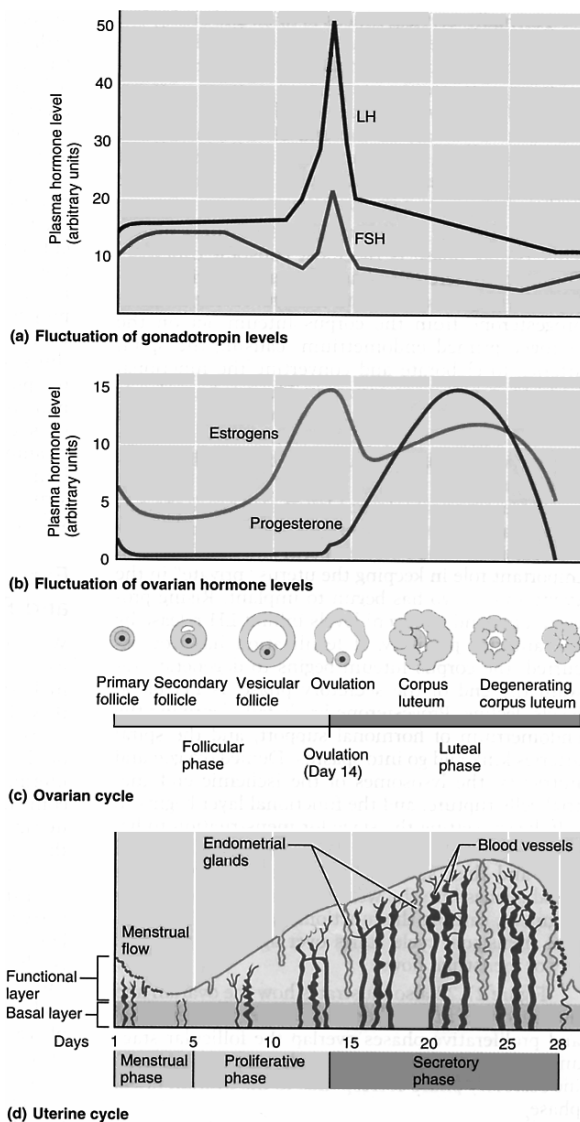 50
40
30
20
10
Plasma hormone level
(arbitrary units)
LH
FSH
(a) Fluctuation of gonadotropin levels
15
10
5
0
Plasma hormone level
(arbitrary units)
Estrogens
Progesterone
(b) Fluctuation of ovarian hormone levels
Primary
follicle
Secondary
follicle
Vesicular
follicle
Ovulation
Corpus
luteum
Degenerating
corpus luteum
Follicular
phase
Ovulation
(Day 14)
Luteal
phase
(c) Ovarian cycle
Endometrial
glands
Blood vessels
Menstrual
flow
Functional
layer
Basal layer
Days 1 5 10 15 20 25 28
Menstrual
phase
Proliferative
phase
Secretory
phase
(d) Uterine cycle